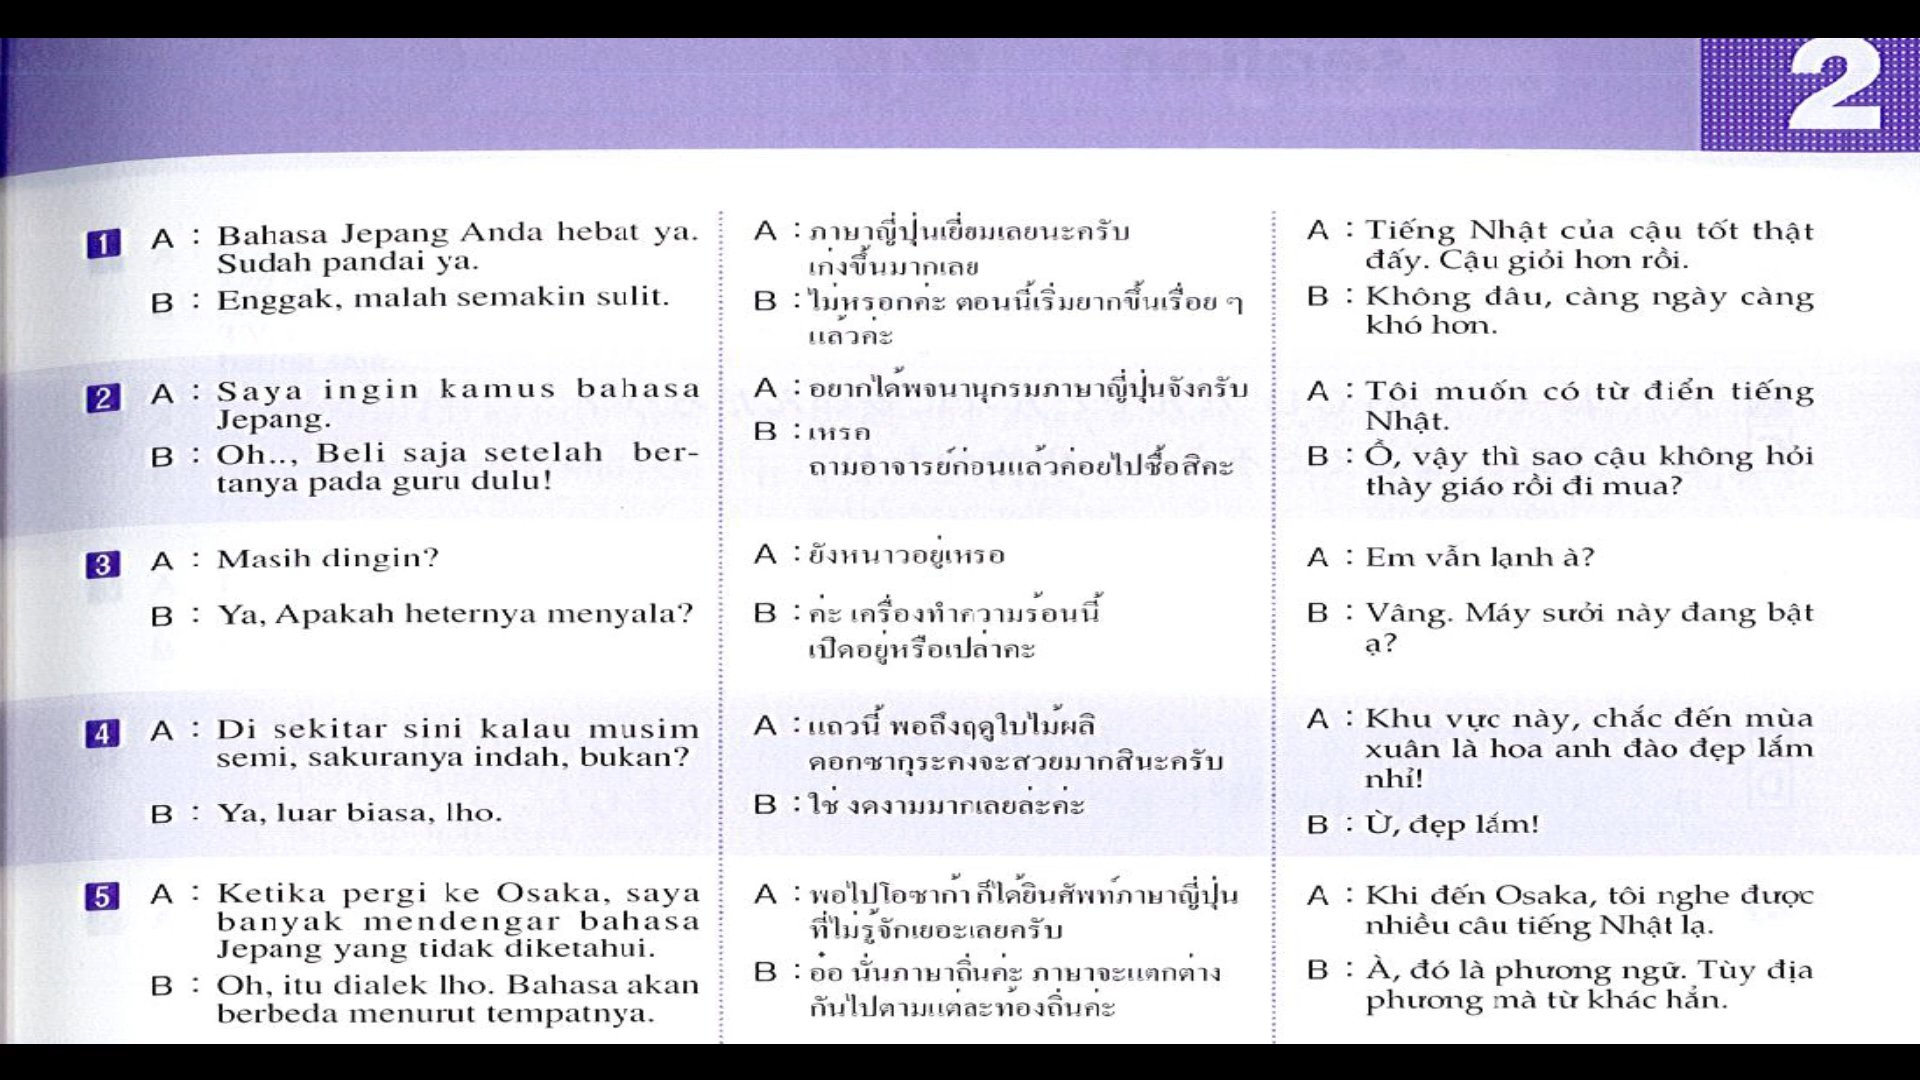 2
1 A : Bahasa Jepang Anda hebat ya.
Sudah pandai ya.
B : Enggak, malah semakin sulit.
A : ภาษาญี่ปุ่นเยี่ยมเลยนะครับ
เก่งขึ้นมากเลย
B : ไม่หรอกค่ะ ตอนนี้เริ่มยากขึ้นเรื่อย ๆ
แล้วค่ะ
A : Tiếng Nhật của cậu tốt thật
đấy. Cậu giỏi hơn rồi.
B : Không đâu, càng ngày càng
khó hơn.
2 A : Saya ingin kamus bahasa
Jepang.
B : Oh... Beli saja setelah ber-
tanya pada guru dulu!
A : อยากได้พจนานุกรมภาษาญี่ปุ่นจังครับ
B : เหรอ
ถามอาจารย์ก่อนแล้วค่อยไปซื้อสิคะ
A : Tôi muốn có từ điển tiếng
Nhật.
B : Ồ, vậy thì sao cậu không hỏi
thày giáo rồi đi mua?
3 A : Masih dingin?
B : Ya, Apakah heternya menyala?
A : ยังหนาวอยู่เหรอ
B : ค่ะ เครื่องทำความร้อนนี้
เปิดอยู่หรือเปล่าคะ
A : Em vẫn lạnh à?
B : Vâng. Máy sưởi này đang bật
ạ?
4 A : Di sekitar sini kalau musim
semi, sakuranya indah, bukan?
B : Ya, luar biasa, lho.
A : แถวนี้ พอถึงฤดูใบไม้ผลิ
ดอกซากุระคงจะสวยมากสินะครับ
B : ใช่ งดงามมากเลยล่ะค่ะ
A : Khu vực này, chắc đến mùa
xuân là hoa anh đào đẹp lắm
nhỉ!
B : Ừ, đẹp lắm!
5 A : Ketika pergi ke Osaka, saya
banyak mendengar bahasa
Jepang yang tidak diketahui.
B : Oh, itu dialek lho. Bahasa akan
berbeda menurut tempatnya.
A : พอไปโอซาก้า ก็ได้ยินศัพท์ภาษาญี่ปุ่น
ที่ไม่รู้จักเยอะเลยครับ
B : อ๋อ นั่นภาษาถิ่นค่ะ ภาษาจะแตกต่าง
กันไปตามแต่ละท้องถิ่นค่ะ
A : Khi đến Osaka, tôi nghe được
nhiều câu tiếng Nhật lạ.
B : À, đó là phương ngữ. Tùy địa
phương mà từ khác hẳn.